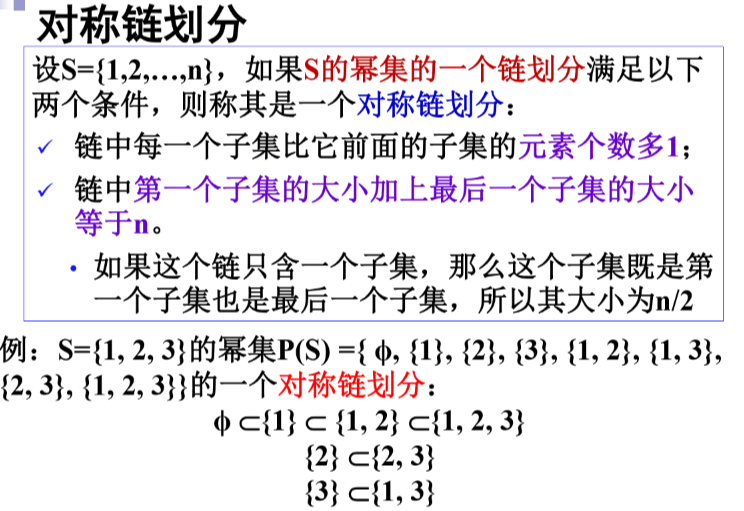 对称链划分
设S={1,2,…,n}，如果S的幂集的一个链划分满足以下
两个条件，则称其是一个对称链划分：
✓ 链中每一个子集比它前面的子集的元素个数多1；
✓ 链中第一个子集的大小加上最后一个子集的大小
等于n。
• 如果这个链只含一个子集，那么这个子集既是第
一个子集也是最后一个子集，所以其大小为n/2
例：S={1, 2, 3}的幂集P(S) ={ ϕ, {1}, {2}, {3}, {1, 2}, {1, 3},
{2, 3}, {1, 2, 3}}的一个对称链划分：
ϕ ⊂{1} ⊂ {1, 2} ⊂{1, 2, 3}
{2} ⊂{2, 3}
{3} ⊂{1, 3}